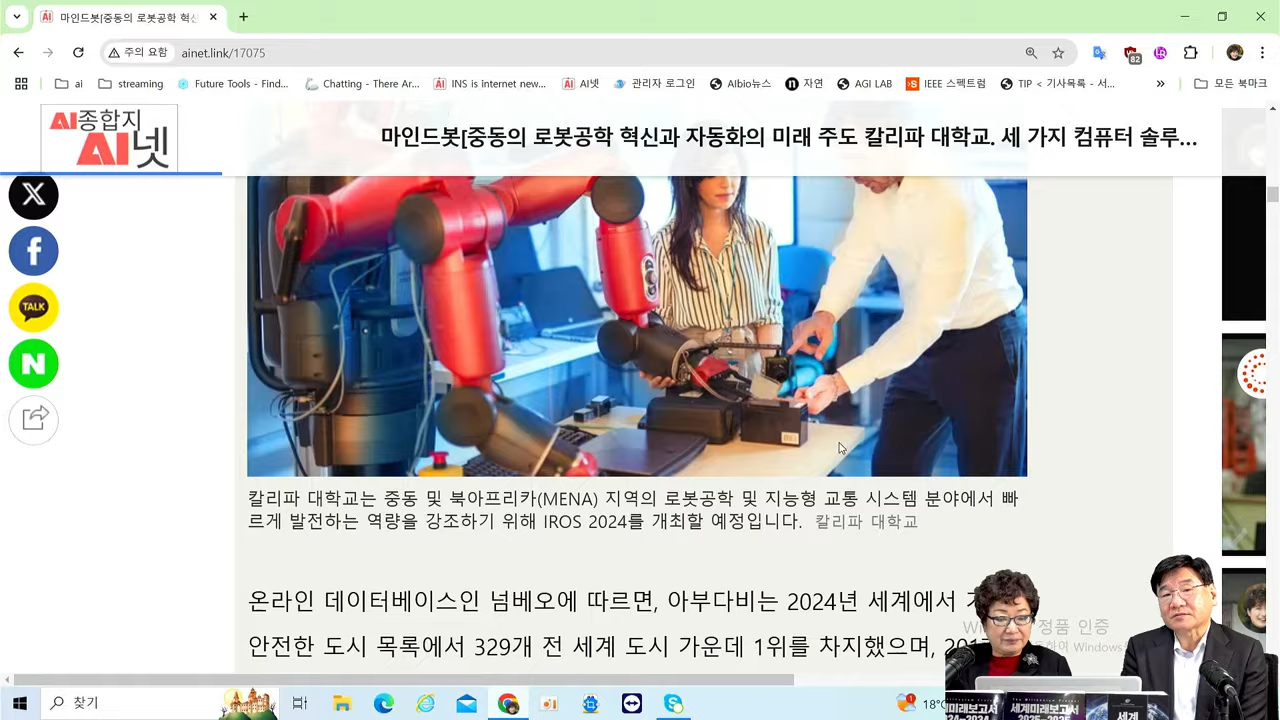 마인드봇[중동의 로봇공학 혁신
주의 요함
ainet.link/17075
82
ai
streaming
Future Tools - Find...
Chatting - There Ar...
INS is internet new...
AI넷
관리자 로그인
AIbio뉴스
자연
AGI LAB
IEEE 스펙트럼
TIP < 기사목록 - 서...
모든 북마크
AI종합지
AI넷
마인드봇[중동의 로봇공학 혁신과 자동화의 미래 주도 칼리파 대학교. 세 가지 컴퓨터 솔루...
TALK
칼리파 대학교는 중동 및 북아프리카(MENA) 지역의 로봇공학 및 지능형 교통 시스템 분야에서 빠
르게 발전하는 역량을 강조하기 위해 IROS 2024를 개최할 예정입니다. 칼리파 대학교
온라인 데이터베이스인 넘베오에 따르면, 아부다비는 2024년 세계에서
안전한 도시 목록에서 329개 전 세계 도시 가운데 1위를 차지했으며,
정품 인증
Windows
찾기
18°
세계미래보고서
세계